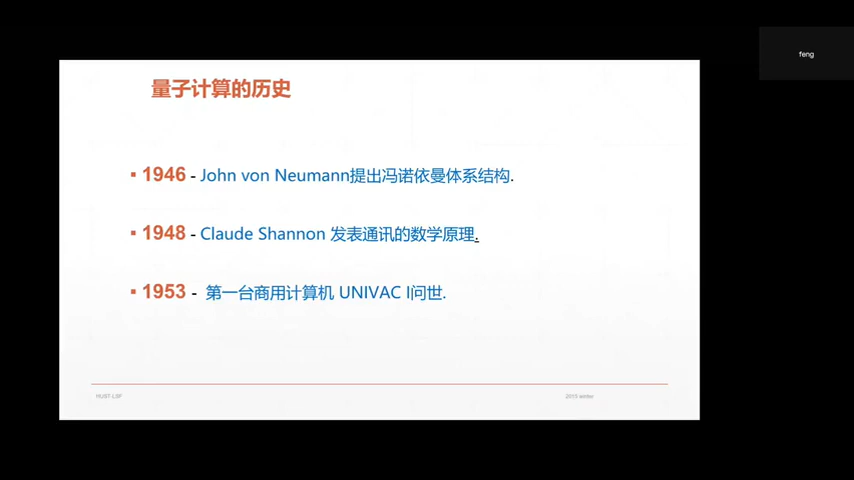 feng
量子计算的历史
▪ 1946 - John von Neumann提出冯诺依曼体系结构.
▪ 1948 - Claude Shannon 发表通讯的数学原理.
▪ 1953 - 第一台商用计算机 UNIVAC I问世.
HUST-LBF 2015 winter